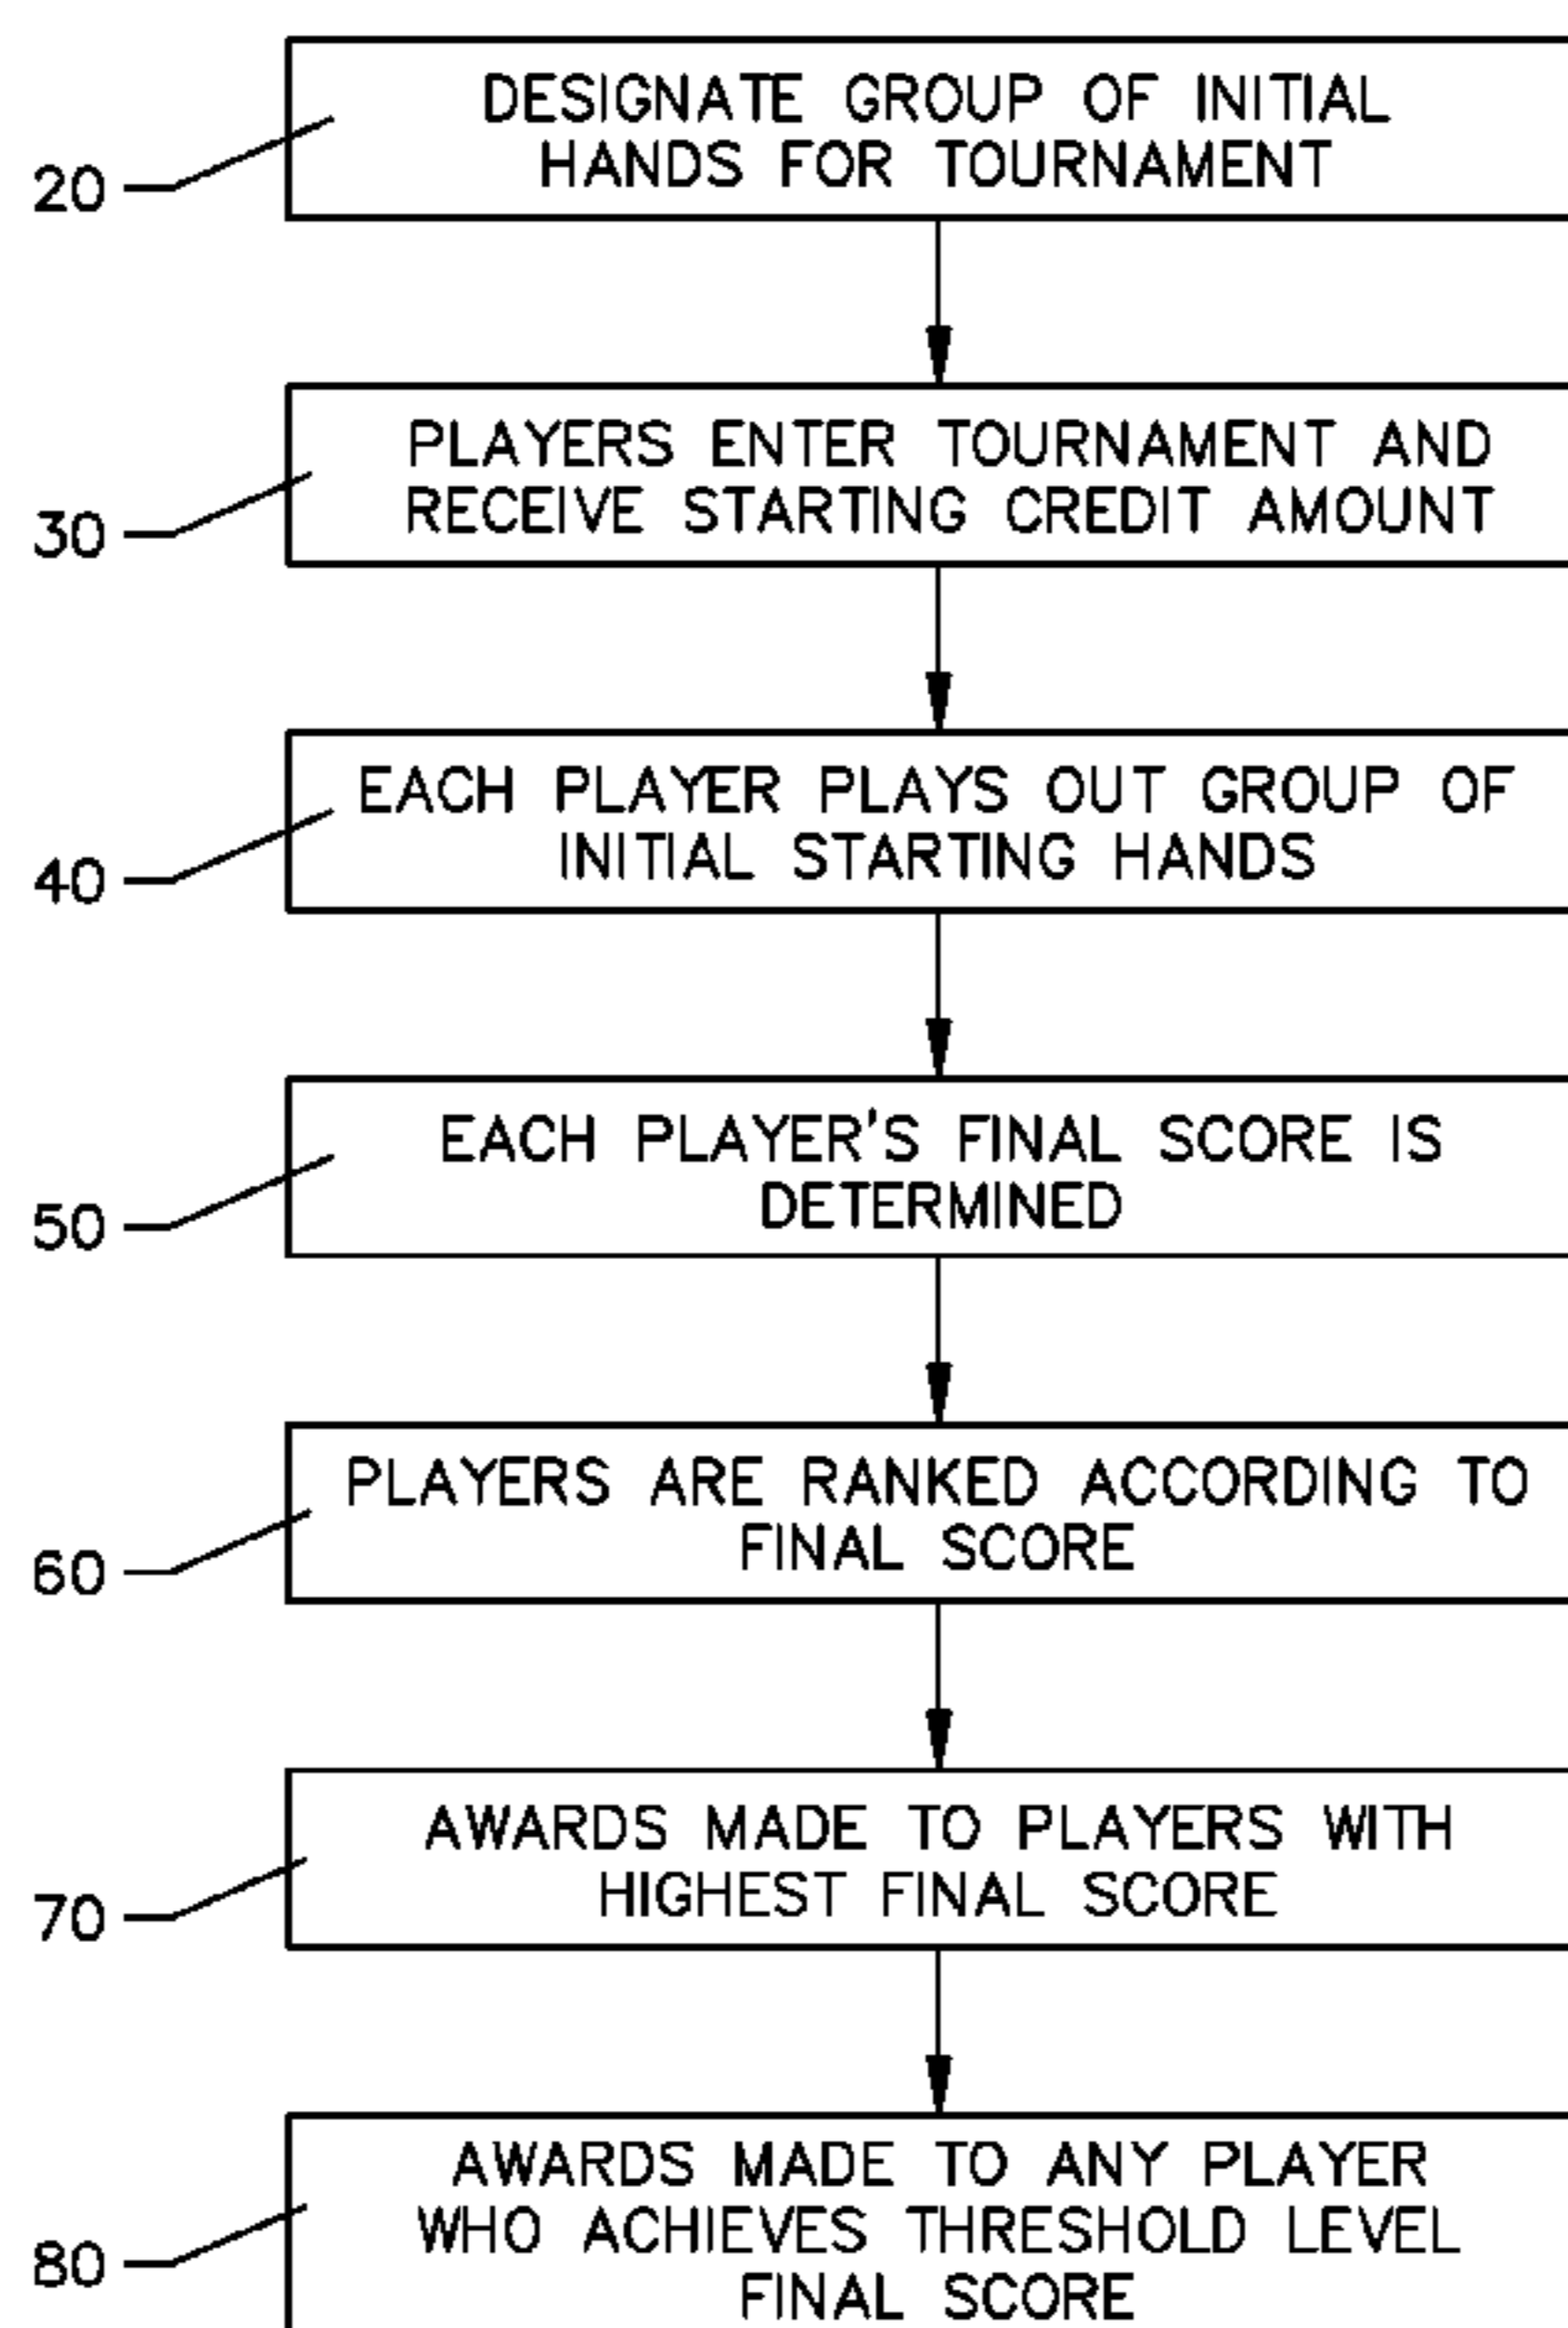 DESIGNATE GROUP OF INITIAL
HANDS FOR TOURNAMENT
20
PLAYERS ENTER TOURNAMENT AND
RECEIVE STARTING CREDIT AMOUNT
30
EACH PLAYER PLAYS OUT GROUP OF
INITIAL STARTING HANDS
40
EACH PLAYER'S FINAL SCORE IS
DETERMINED
50
PLAYERS ARE RANKED ACCORDING TO
FINAL SCORE
60
AWARDS MADE TO PLAYERS WITH
HIGHEST FINAL SCORE
70
AWARDS MADE TO ANY PLAYER
WHO ACHIEVES THRESHOLD LEVEL
FINAL SCORE
80